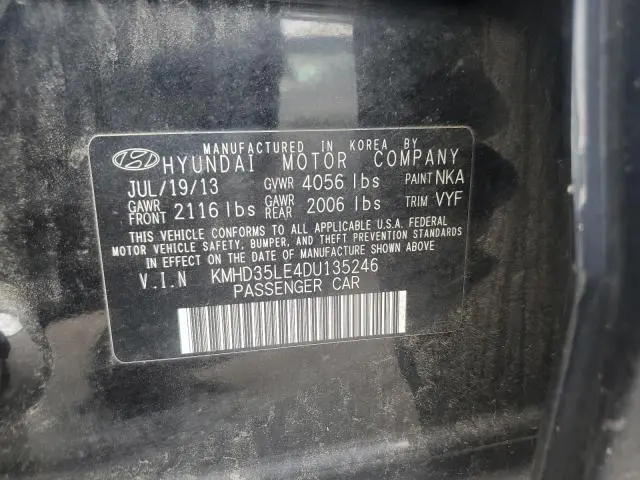 MANUFACTURED IN KOREA BY
HYUNDAI MOTOR COMPANY
JUL/19/13 GVWR 4056 lbs PAINT NKA
GAWR FRONT 2116 lbs GAWR REAR 2006 lbs TRIM VYF
THIS VEHICLE CONFORMS TO ALL APPLICABLE U.S.A. FEDERAL
MOTOR VEHICLE SAFETY, BUMPER, AND THEFT PREVENTION STANDARDS
IN EFFECT ON THE DATE OF MANUFACTURE SHOWN ABOVE.
V.I.N KMHD35LE4DU135246
PASSENGER CAR